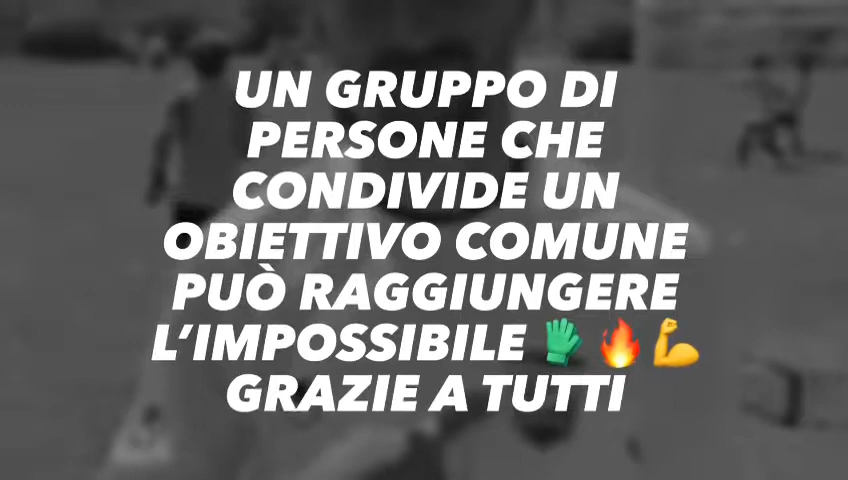 UN GRUPPO DI
PERSONE CHE
CONDIVIDE UN
OBIETTIVO COMUNE
PUÒ RAGGIUNGERE
L’IMPOSSIBILE 🧤🔥💪
GRAZIE A TUTTI